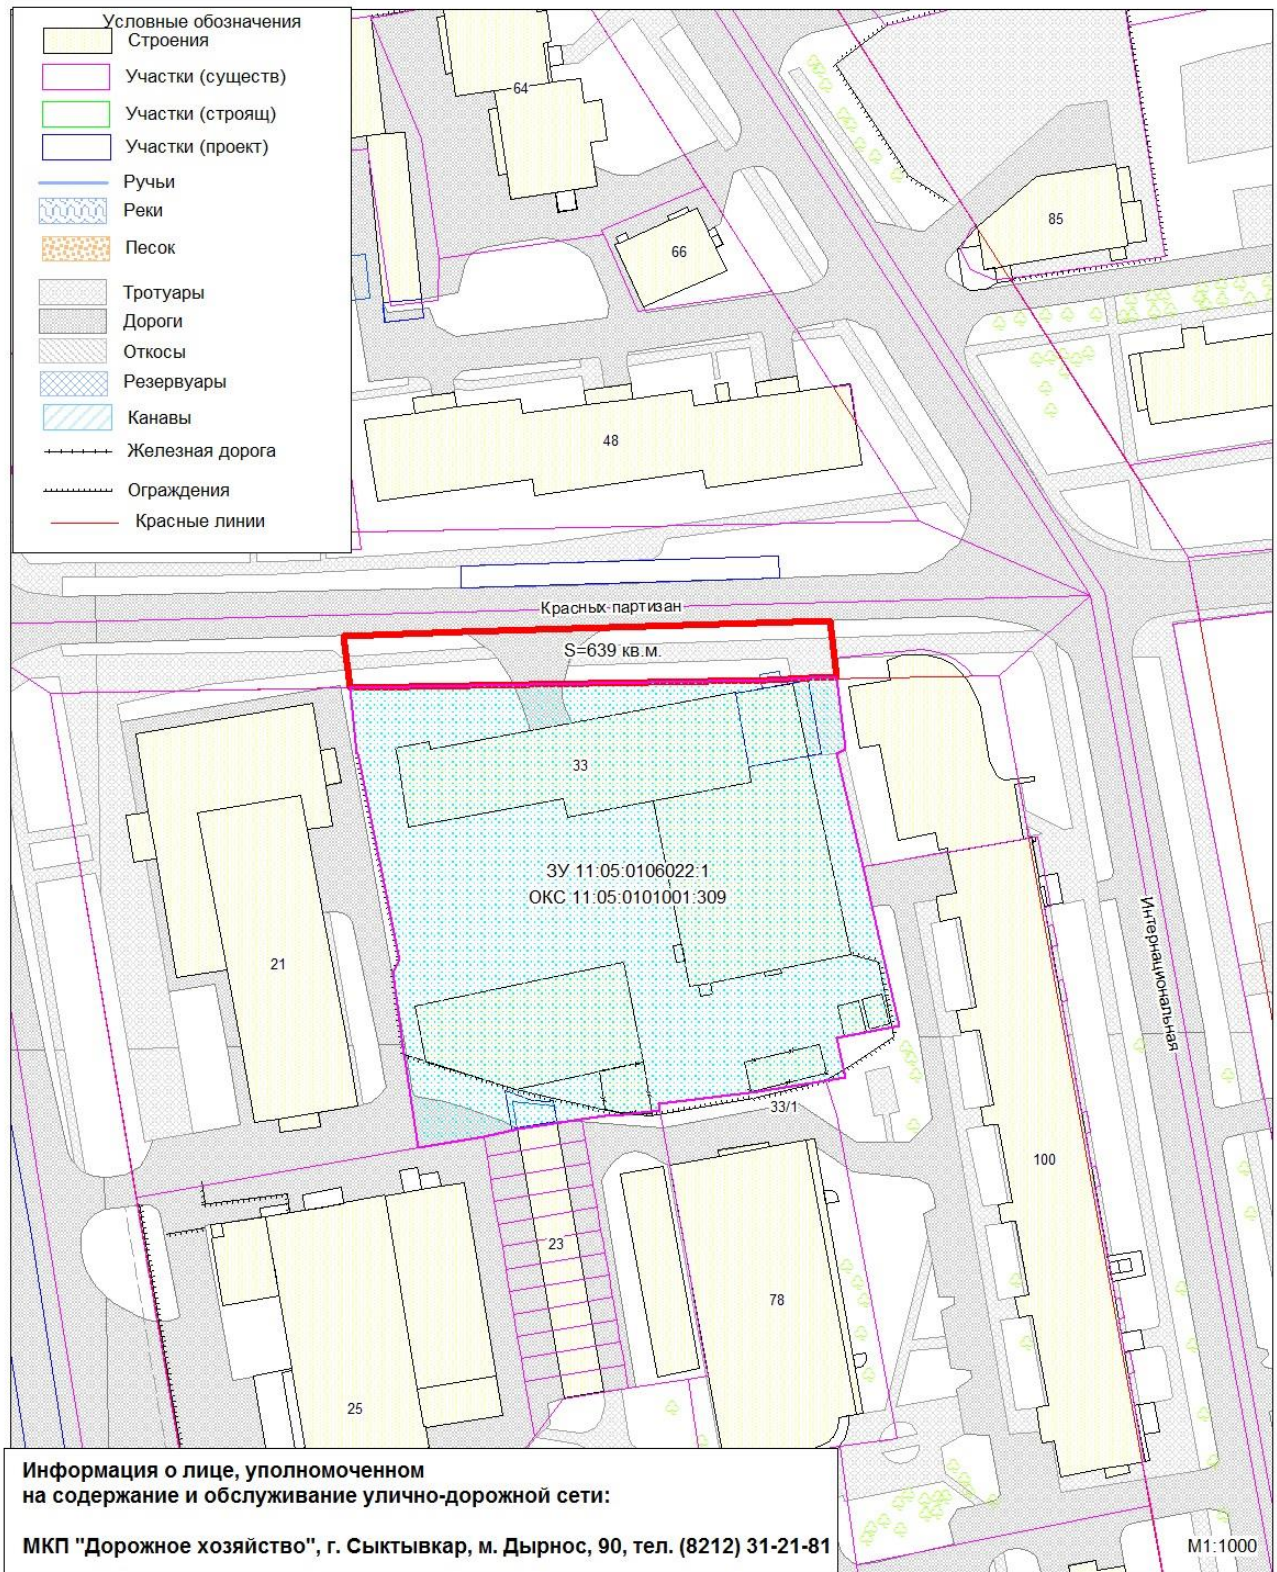 Условные обозначения
Строения
Участки (существ)
Участки (строящ)
Участки (проект)
Ручьи
Реки
Песок
Тротуары
Дороги
Откосы
Резервуары
Канавы
Железная дорога
Ограждения
Красные линии
64
66
85
48
Красных партизан
S=639 кв.м.
33
ЗУ 11:05:0106022:1
ОКС 11:05:0101001:309
21
Интернациональная
33/1
100
23
78
25
Информация о лице, уполномоченном
на содержание и обслуживание улично-дорожной сети:
МКП "Дорожное хозяйство", г. Сыктывкар, м. Дырнос, 90, тел. (8212) 31-21-81
М1:1000